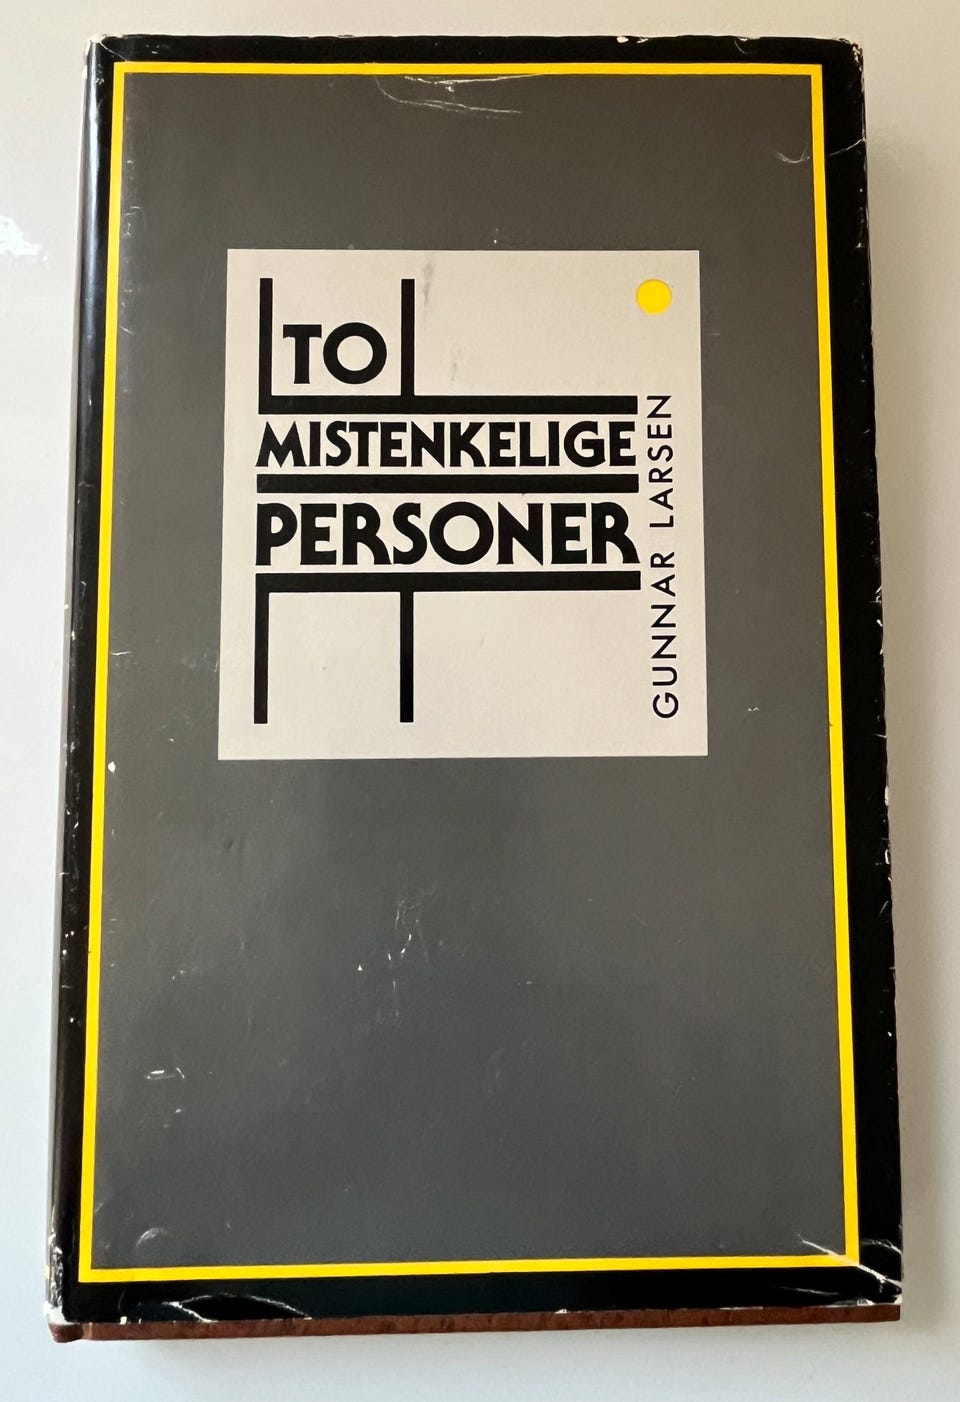 TO
MISTENKELIGE
PERSONER
GUNNAR LARSEN